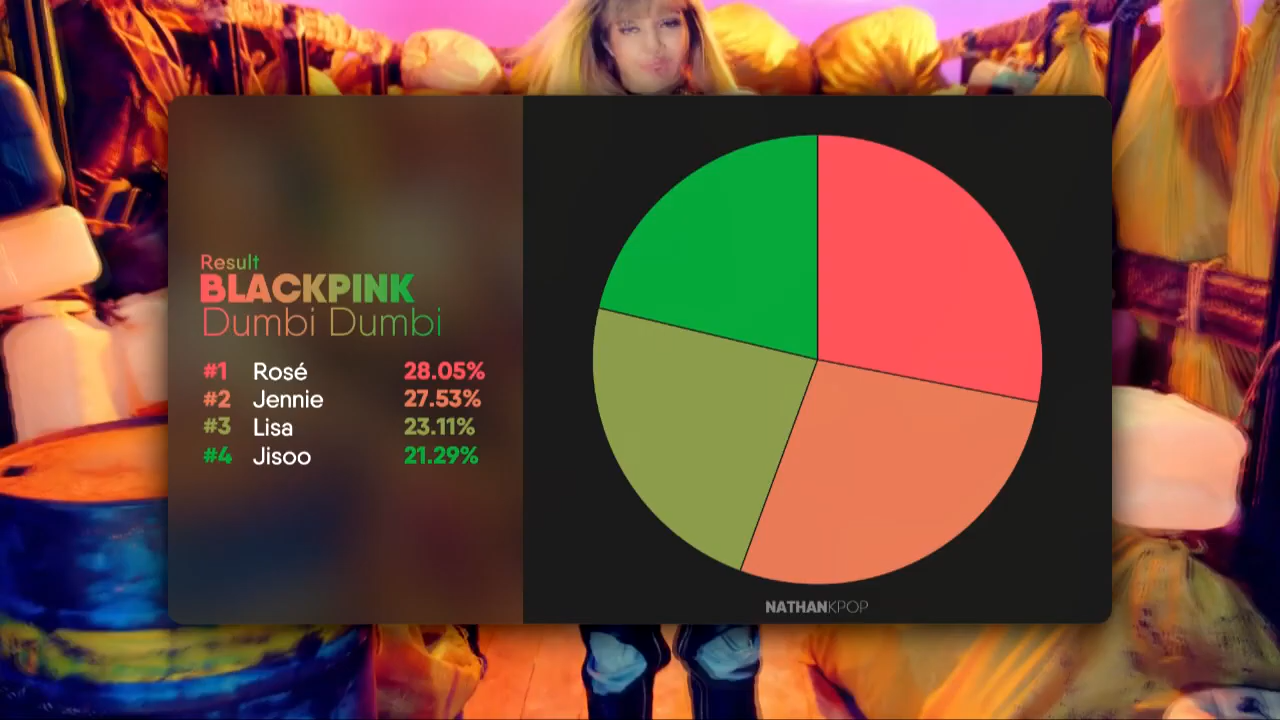 Result
BLACKPINK
Dumbi Dumbi
#1 Rosé 28.05%
#2 Jennie 27.53%
#3 Lisa 23.11%
#4 Jisoo 21.29%
NATHANKPOP